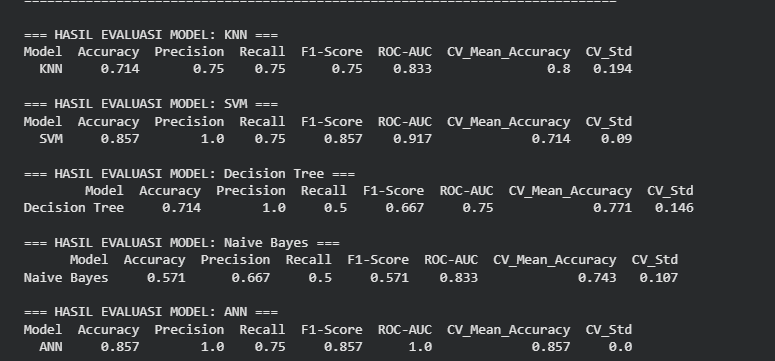 === HASIL EVALUASI MODEL: KNN ===
Model  Accuracy  Precision  Recall  F1-Score  ROC-AUC  CV_Mean_Accuracy  CV_Std
KNN     0.714       0.75    0.75      0.75    0.833               0.8   0.194
=== HASIL EVALUASI MODEL: SVM ===
Model  Accuracy  Precision  Recall  F1-Score  ROC-AUC  CV_Mean_Accuracy  CV_Std
SVM     0.857        1.0    0.75     0.857    0.917             0.714    0.09
=== HASIL EVALUASI MODEL: Decision Tree ===
Model  Accuracy  Precision  Recall  F1-Score  ROC-AUC  CV_Mean_Accuracy  CV_Std
Decision Tree     0.714        1.0     0.5     0.667     0.75             0.771   0.146
=== HASIL EVALUASI MODEL: Naive Bayes ===
Model  Accuracy  Precision  Recall  F1-Score  ROC-AUC  CV_Mean_Accuracy  CV_Std
Naive Bayes     0.571      0.667     0.5     0.571    0.833             0.743   0.107
=== HASIL EVALUASI MODEL: ANN ===
Model  Accuracy  Precision  Recall  F1-Score  ROC-AUC  CV_Mean_Accuracy  CV_Std
ANN     0.857        1.0    0.75     0.857      1.0             0.857     0.0